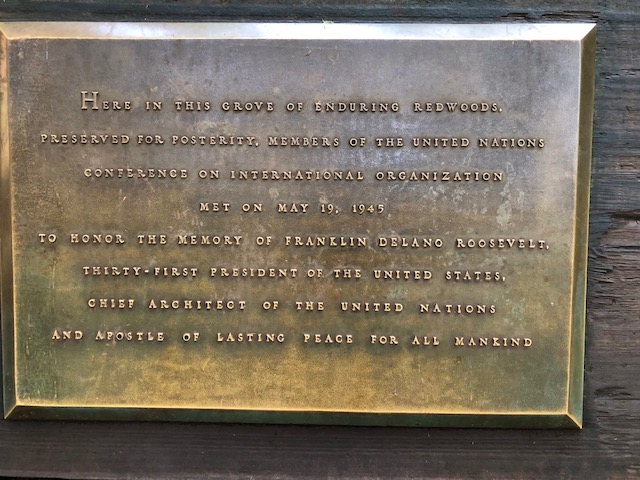 HERE IN THIS GROVE OF ENDURING REDWOODS,
PRESERVED FOR POSTERITY, MEMBERS OF THE UNITED NATIONS
CONFERENCE ON INTERNATIONAL ORGANIZATION
MET ON MAY 19, 1945
TO HONOR THE MEMORY OF FRANKLIN DELANO ROOSEVELT,
THIRTY-FIRST PRESIDENT OF THE UNITED STATES,
CHIEF ARCHITECT OF THE UNITED NATIONS
AND APOSTLE OF LASTING PEACE FOR ALL MANKIND